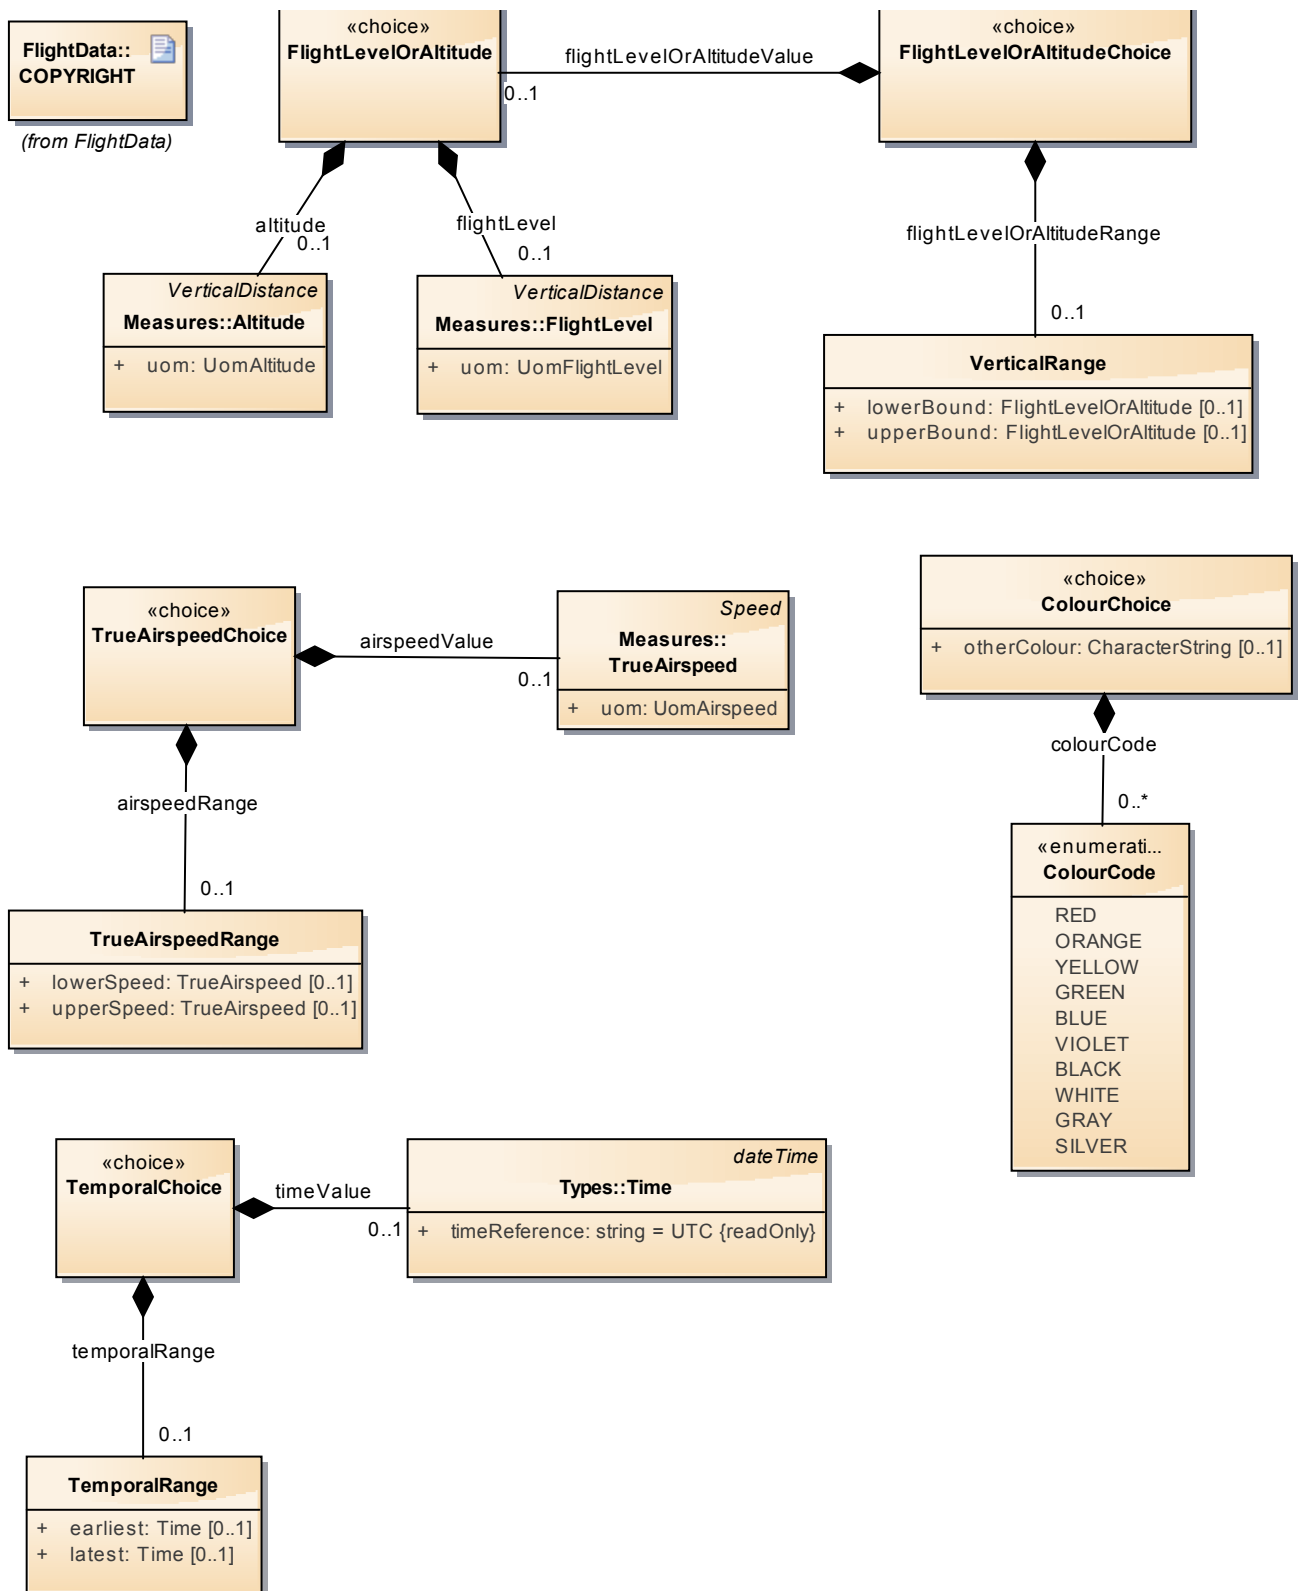 FlightData::
COPYRIGHT
(from FlightData)
«choice»
FlightLevelOrAltitude
flightLevelOrAltitudeValue
0..1
«choice»
FlightLevelOrAltitudeChoice
altitude
0..1
flightLevel
0..1
flightLevelOrAltitudeRange
0..1
VerticalDistance
Measures::Altitude
+ uom: UomAltitude
VerticalDistance
Measures::FlightLevel
+ uom: UomFlightLevel
VerticalRange
+ lowerBound: FlightLevelOrAltitude [0..1]
+ upperBound: FlightLevelOrAltitude [0..1]
«choice»
TrueAirspeedChoice
airspeedValue
0..1
Speed
Measures::
TrueAirspeed
+ uom: UomAirspeed
«choice»
ColourChoice
+ otherColour: CharacterString [0..1]
colourCode
0..*
airspeedRange
0..1
TrueAirspeedRange
+ lowerSpeed: TrueAirspeed [0..1]
+ upperSpeed: TrueAirspeed [0..1]
«enumerati...
ColourCode
RED
ORANGE
YELLOW
GREEN
BLUE
VIOLET
BLACK
WHITE
GRAY
SILVER
«choice»
TemporalChoice
timeValue
0..1
dateTime
Types::Time
+ timeReference: string = UTC {readOnly}
temporalRange
0..1
TemporalRange
+ earliest: Time [0..1]
+ latest: Time [0..1]